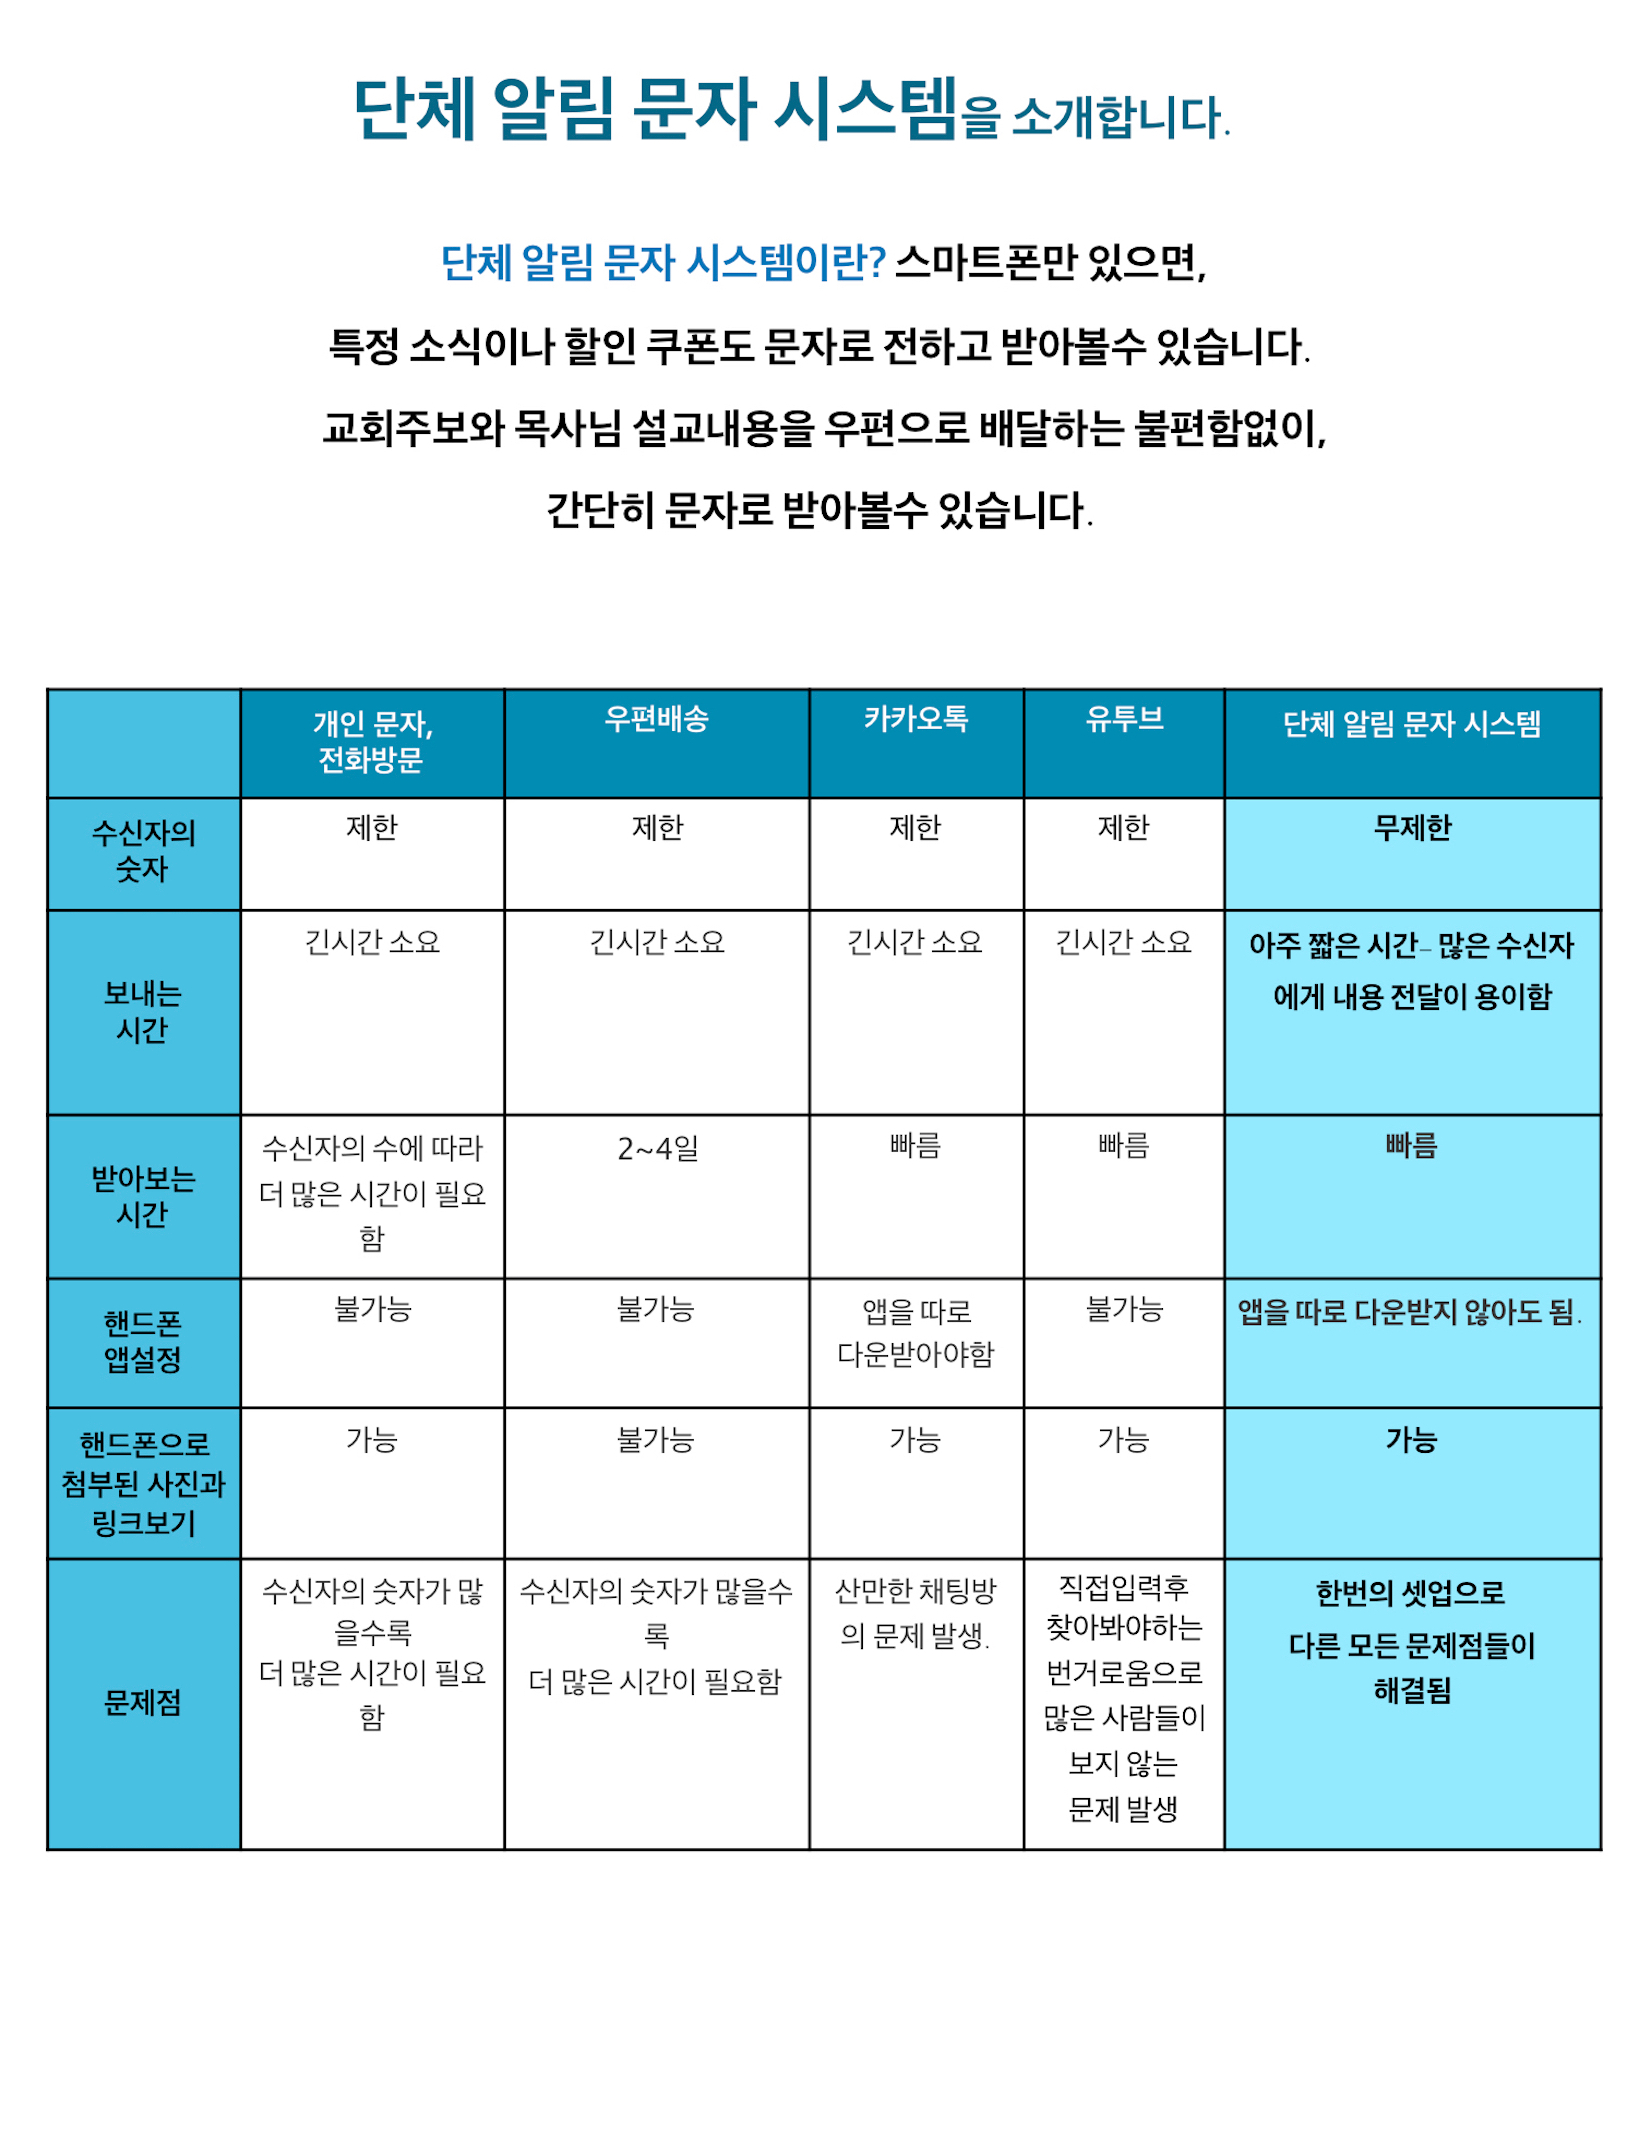 단체 알림 문자 시스템을 소개합니다.
단체 알림 문자 시스템이란? 스마트폰만 있으면,
특정 소식이나 할인 쿠폰도 문자로 전하고 받아볼수 있습니다.
교회주보와 목사님 설교내용을 우편으로 배달하는 불편함없이,
간단히 문자로 받아볼수 있습니다.
개인 문자,
전화방문
우편배송
카카오톡
유투브
단체 알림 문자 시스템
수신자의
숫자
제한
제한
제한
제한
무제한
보내는
시간
긴시간 소요
긴시간 소요
긴시간 소요
긴시간 소요
아주 짧은 시간– 많은 수신자
에게 내용 전달이 용이함
받아보는
시간
수신자의 수에 따라
더 많은 시간이 필요
함
2~4일
빠름
빠름
빠름
핸드폰
앱설정
불가능
불가능
앱을 따로
다운받아야함
불가능
앱을 따로 다운받지 않아도 됨.
핸드폰으로
첨부된 사진과
링크보기
가능
불가능
가능
가능
가능
문제점
수신자의 숫자가 많
을수록
더 많은 시간이 필요
함
수신자의 숫자가 많을수
록
더 많은 시간이 필요함
산만한 채팅방
의 문제 발생.
직접입력후
찾아봐야하는
번거로움으로
많은 사람들이
보지 않는
문제 발생
한번의 셋업으로
다른 모든 문제점들이
해결됨